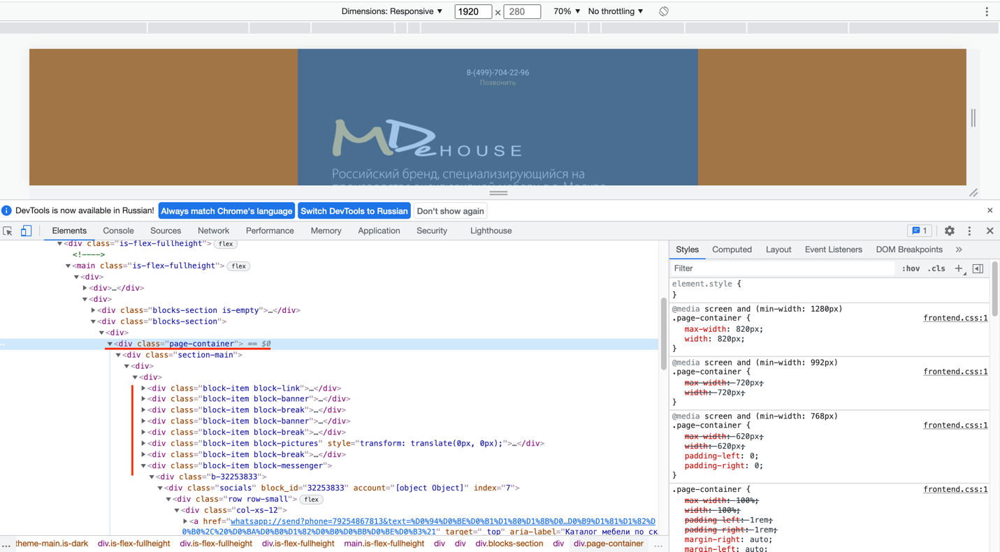 Dimensions: Responsive ▼ 1920 × 280 70% ▼ No throttling ▼
8-(499)-704-22-96
Позвонить
MDe HOUSE
Российский бренд, специализирующийся на
DevTools is now available in Russian! Always match Chrome's language Switch DevTools to Russian Don't show again
Elements Console Sources Network Performance Memory Application Security Lighthouse 1
▼<div class="is-flex-fullheight"> flex
<!---->
▼<main class="is-flex-fullheight"> flex
▼<div>
▶<div>…</div>
▼<div>
▶<div class="blocks-section is-empty">…</div>
▼<div class="blocks-section">
▼<div>
▼<div class="page-container"> == $0
▼<div class="section-main">
▼<div>
▼<div>
▶<div class="block-item block-link">…</div>
▶<div class="block-item block-banner">…</div>
▶<div class="block-item block-break">…</div>
▶<div class="block-item block-banner">…</div>
▶<div class="block-item block-break">…</div>
▶<div class="block-item block-pictures" style="transform: translate(0px, 0px);">…</div>
▶<div class="block-item block-break">…</div>
▼<div class="block-item block-messenger">
▼<div class="b-32253833">
▼<div class="socials" block_id="32253833" account="[object Object]" index="7">
▼<div class="row row-small"> flex
▼<div class="col-xs-12">
▶<a href="whatsapp://send?phone=79254867813&text=%D0%94%D0%BE%D0%B1%D1%80%D1%8B%D0…D0%B9%D1%81%D1%82%D
0%B0%2C%20%D0%BA%D0%B0%D1%82%D0%B0%D0%BB%D0%BE%D0%B3%21" target="_top" aria-label="Каталог мебели по ск
... theme-main.is-dark div.is-flex-fullheight div.is-flex-fullheight div.is-flex-fullheight main.is-flex-fullheight div div div.blocks-section div div.page-container ...
Styles Computed Layout Event Listeners DOM Breakpoints »
Filter :hov .cls +
element.style {
}
@media screen and (min-width: 1280px)
.page-container { frontend.css:1
max-width: 820px;
width: 820px;
}
@media screen and (min-width: 992px)
.page-container { frontend.css:1
max-width: 720px;
width: 720px;
}
@media screen and (min-width: 768px)
.page-container { frontend.css:1
max-width: 620px;
width: 620px;
padding-left: 0;
padding-right: 0;
}
.page-container { frontend.css:1
max-width: 100%;
width: 100%;
padding-left: 1rem;
padding-right: 1rem;
margin-right: auto;
margin-left: auto;